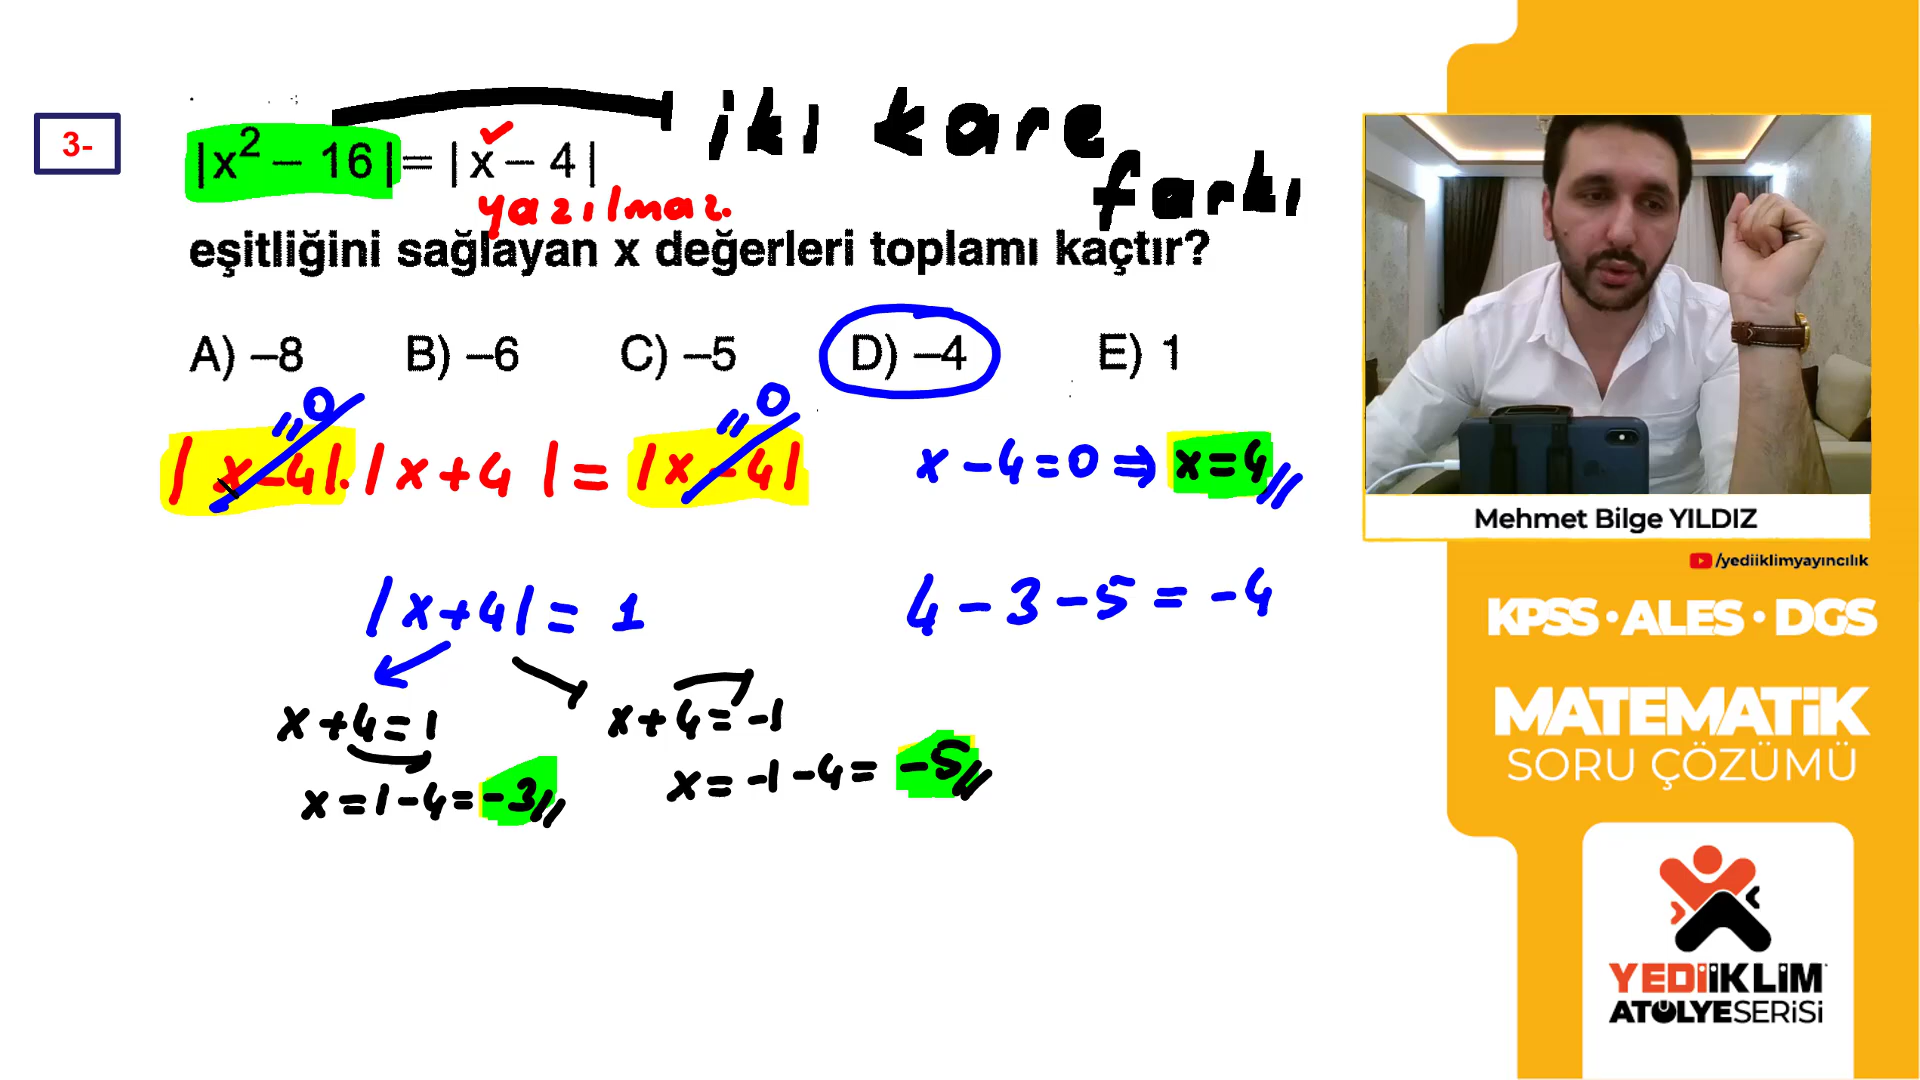 3-
|x² – 16| = |x – 4|
iki kare
farkı
yazılmaz.
eşitliğini sağlayan x değerleri toplamı kaçtır?
A) –8 B) –6 C) –5 D) –4 E) 1
" 0 " 0
|x-4|.|x+4|=|x-4| x-4=0⇒x=4//
|x+4|=1 4-3-5=-4
x+4=1 x+4=-1
x=1-4=-3// x=-1-4=-5//
Mehmet Bilge YILDIZ
/yediiklimyayıncılık
KPSS • ALES • DGS
MATEMATİK
SORU ÇÖZÜMÜ
YEDİİKLİM
ATÖLYESERİSİ